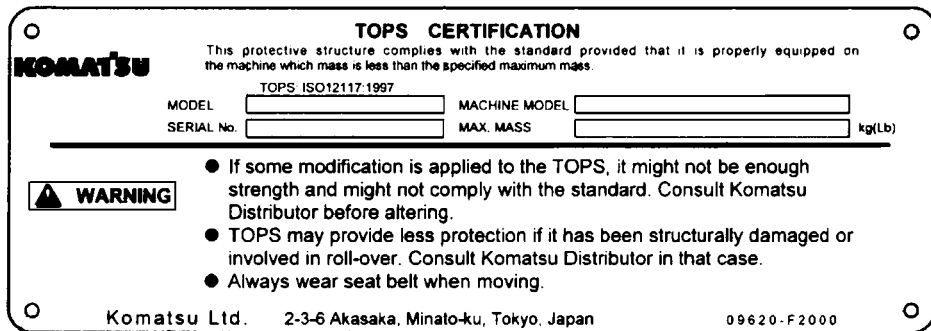 TOPS CERTIFICATION
KOMATSU
This protective structure complies with the standard provided that it is properly equipped on
the machine which mass is less than the specified maximum mass.
TOPS: ISO12117:1997
MODEL MACHINE MODEL
SERIAL No. MAX. MASS kg(Lb)
WARNING
● If some modification is applied to the TOPS, it might not be enough
strength and might not comply with the standard. Consult Komatsu
Distributor before altering.
● TOPS may provide less protection if it has been structurally damaged or
involved in roll-over. Consult Komatsu Distributor in that case.
● Always wear seat belt when moving.
Komatsu Ltd. 2-3-6 Akasaka, Minato-ku, Tokyo, Japan 09620-F2000